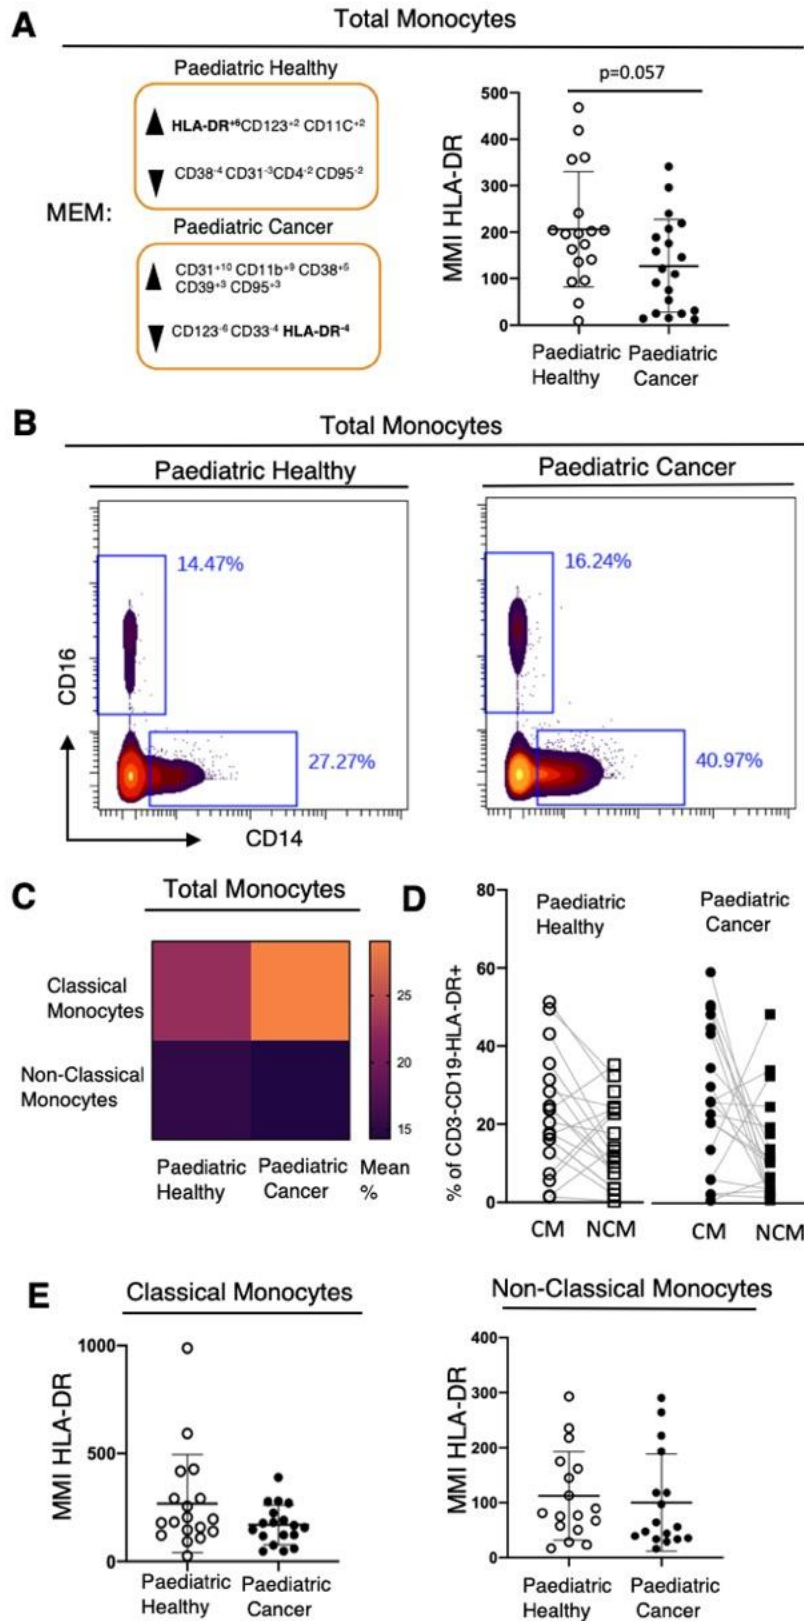 A
Total Monocytes
Paediatric Healthy
HLA-DR+6CD123+2 CD11C+2
CD38-4 CD31-3CD4-2 CD95-2
MEM:
Paediatric Cancer
CD31+10 CD11b+9 CD38+5
CD39+3 CD95+3
CD123-6 CD33-4 HLA-DR-4
p=0.057
MMI HLA-DR
500
400
300
200
100
0
Paediatric Healthy
Paediatric Cancer
B
Total Monocytes
Paediatric Healthy
Paediatric Cancer
14.47%
27.27%
16.24%
40.97%
CD16
CD14
C
Total Monocytes
Classical
Monocytes
Non-Classical
Monocytes
25
20
15
Paediatric
Healthy
Paediatric
Cancer
Mean
%
D
80
60
40
20
0
% of CD3-CD19-HLA-DR+
Paediatric
Healthy
Paediatric
Cancer
CM
NCM
CM
NCM
E
Classical Monocytes
MMI HLA-DR
1000
500
0
Paediatric
Healthy
Paediatric
Cancer
Non-Classical Monocytes
MMI HLA-DR
400
300
200
100
0
Paediatric
Healthy
Paediatric
Cancer